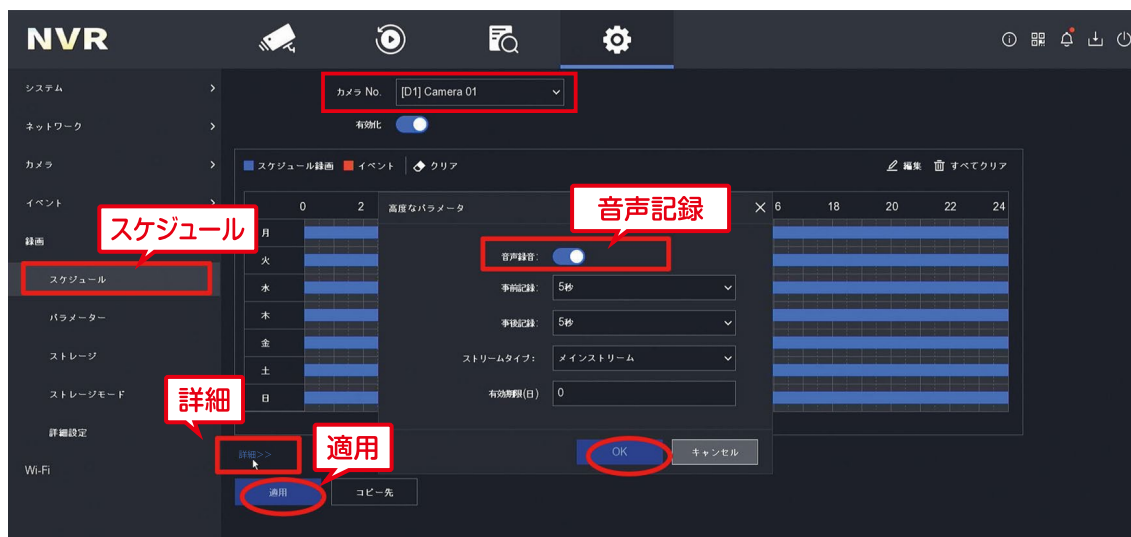 NVR
システム
ネットワーク
カメラ
イベント
録画
スケジュール
スケジュール
パラメーター
ストレージ
ストレージモード
詳細設定
Wi-Fi
カメラ No. [D1] Camera 01
有効化
スケジュール録画 イベント クリア 編集 すべてクリア
0 2 6 18 20 22 24
月
火
水
木
金
土
日
高度なパラメータ
音声記録
音声録音:
事前記録: 5秒
事後記録: 5秒
ストリームタイプ: メインストリーム
有効期限(日) 0
OK キャンセル
詳細
詳細>>
適用
適用 コピー先